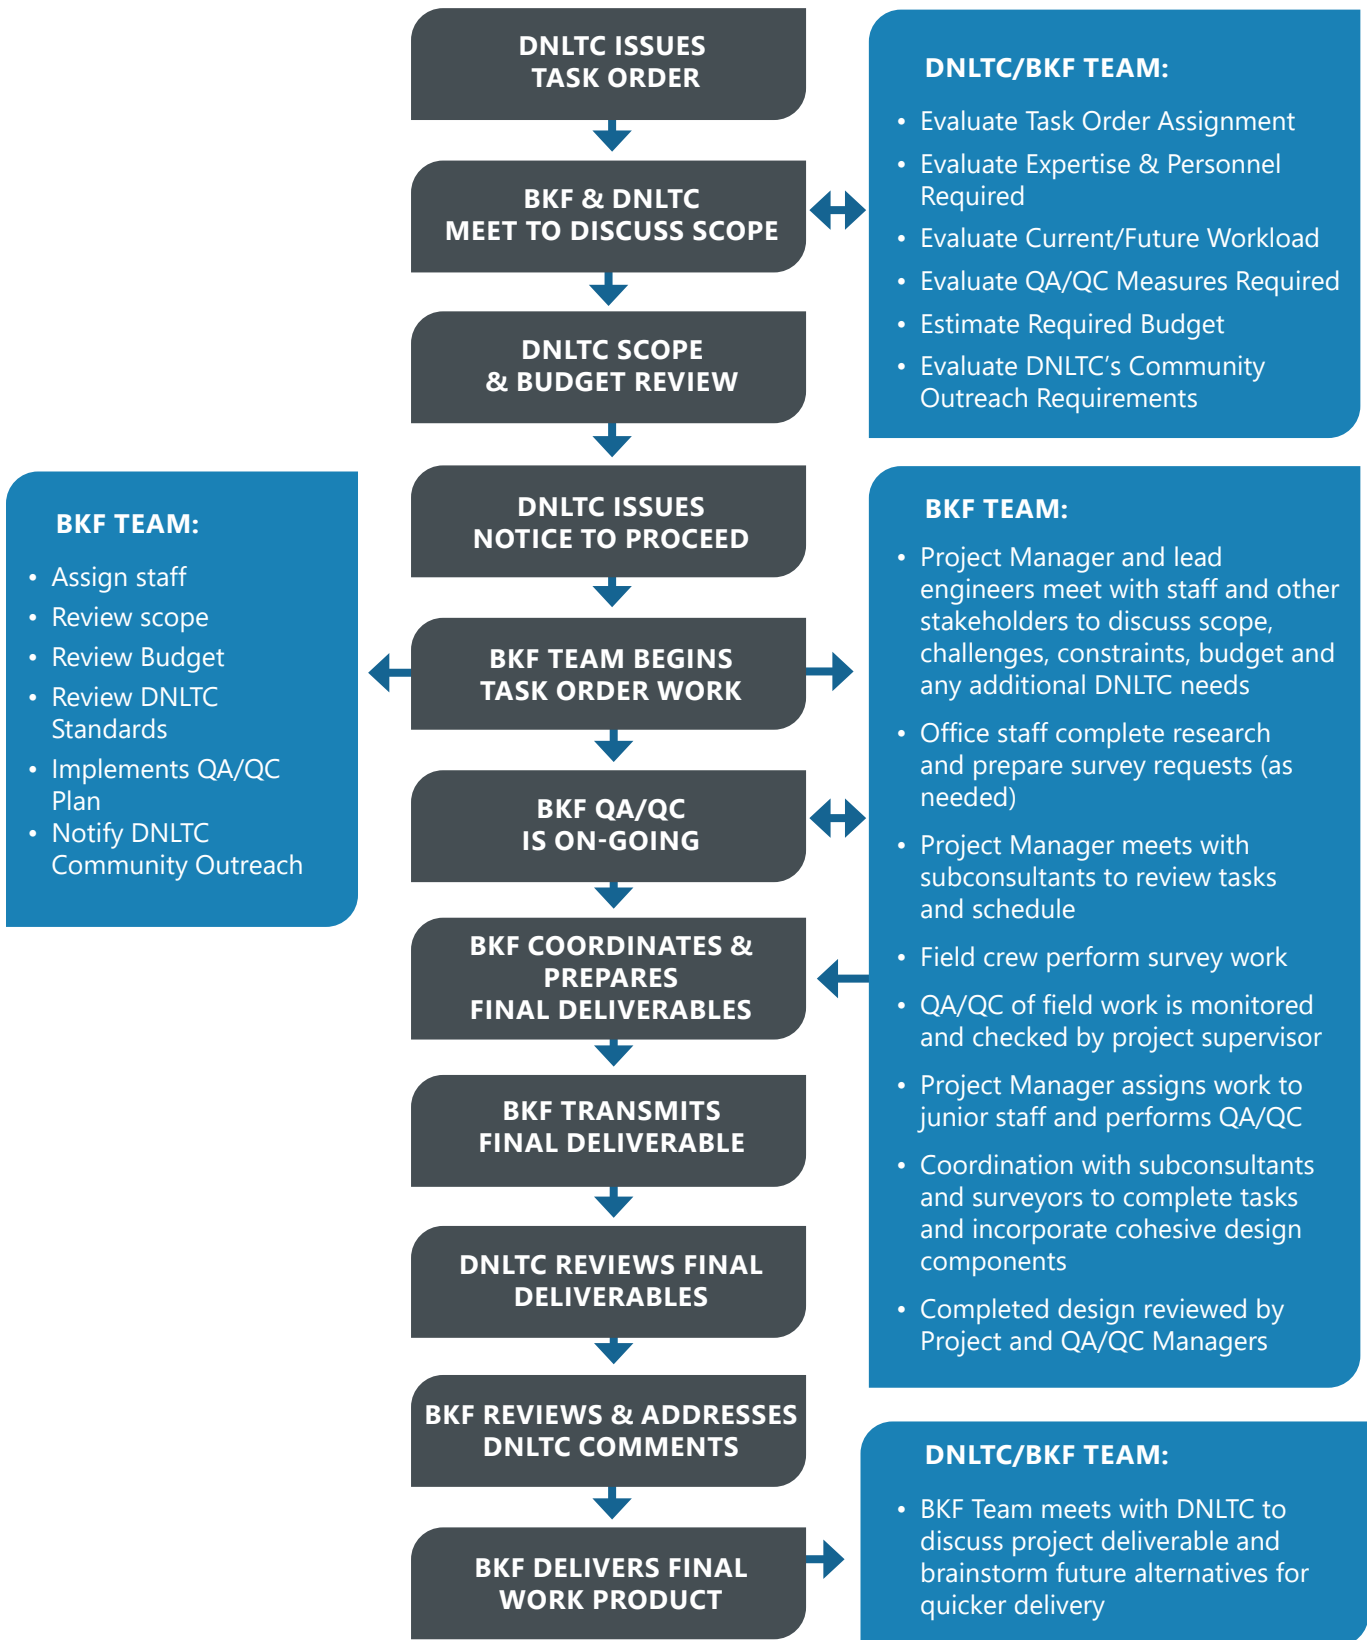 DNLTC ISSUES
TASK ORDER
BKF & DNLTC
MEET TO DISCUSS SCOPE
DNLTC SCOPE
& BUDGET REVIEW
DNLTC ISSUES
NOTICE TO PROCEED
BKF TEAM BEGINS
TASK ORDER WORK
BKF QA/QC
IS ON-GOING
BKF COORDINATES &
PREPARES
FINAL DELIVERABLES
BKF TRANSMITS
FINAL DELIVERABLE
DNLTC REVIEWS FINAL
DELIVERABLES
BKF REVIEWS & ADDRESSES
DNLTC COMMENTS
BKF DELIVERS FINAL
WORK PRODUCT
DNLTC/BKF TEAM:
• Evaluate Task Order Assignment
• Evaluate Expertise & Personnel
Required
• Evaluate Current/Future Workload
• Evaluate QA/QC Measures Required
• Estimate Required Budget
• Evaluate DNLTC’s Community
Outreach Requirements
BKF TEAM:
• Assign staff
• Review scope
• Review Budget
• Review DNLTC
Standards
• Implements QA/QC
Plan
• Notify DNLTC
Community Outreach
BKF TEAM:
• Project Manager and lead
engineers meet with staff and other
stakeholders to discuss scope,
challenges, constraints, budget and
any additional DNLTC needs
• Office staff complete research
and prepare survey requests (as
needed)
• Project Manager meets with
subconsultants to review tasks
and schedule
• Field crew perform survey work
• QA/QC of field work is monitored
and checked by project supervisor
• Project Manager assigns work to
junior staff and performs QA/QC
• Coordination with subconsultants
and surveyors to complete tasks
and incorporate cohesive design
components
• Completed design reviewed by
Project and QA/QC Managers
DNLTC/BKF TEAM:
• BKF Team meets with DNLTC to
discuss project deliverable and
brainstorm future alternatives for
quicker delivery